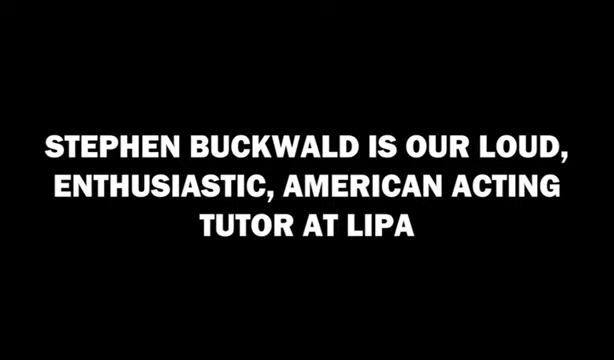 STEPHEN BUCKWALD IS OUR LOUD,
ENTHUSIASTIC, AMERICAN ACTING
TUTOR AT LIPA